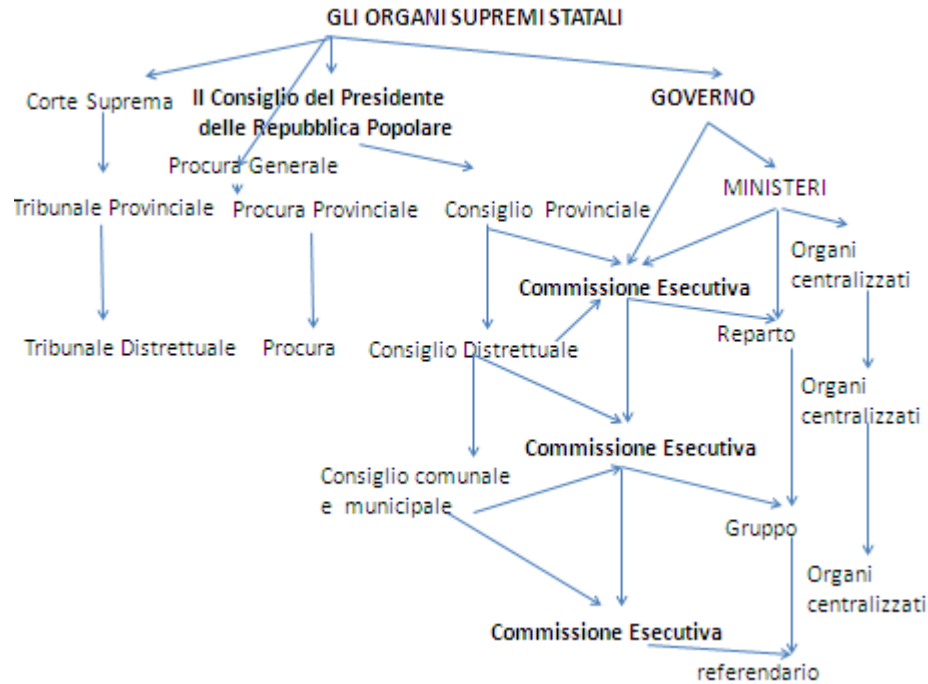 GLI ORGANI SUPREMI STATALI
Corte Suprema
Il Consiglio del Presidente
delle Repubblica Popolare
GOVERNO
Procura Generale
MINISTERI
Tribunale Provinciale
Procura Provinciale
Consiglio Provinciale
Organi
centralizzati
Commissione Esecutiva
Reparto
Tribunale Distrettuale
Procura
Consiglio Distrettuale
Organi
centralizzati
Commissione Esecutiva
Consiglio comunale
e municipale
Gruppo
Organi
centralizzati
Commissione Esecutiva
referendario